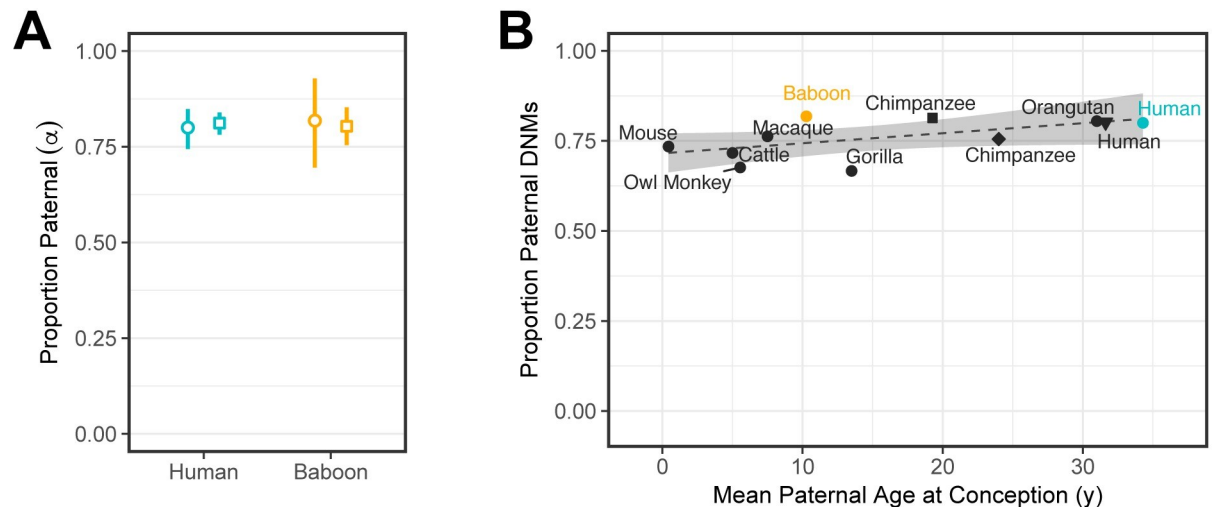 A
Proportion Paternal (α)
1.00
0.75
0.50
0.25
0.00
Human
Baboon
B
Proportion Paternal DNMs
1.00
0.75
0.50
0.25
0.00
Baboon
Chimpanzee
Orangutan
Human
Mouse
Macaque
Human
Cattle
Gorilla
Chimpanzee
Owl Monkey
0
10
20
30
Mean Paternal Age at Conception (y)